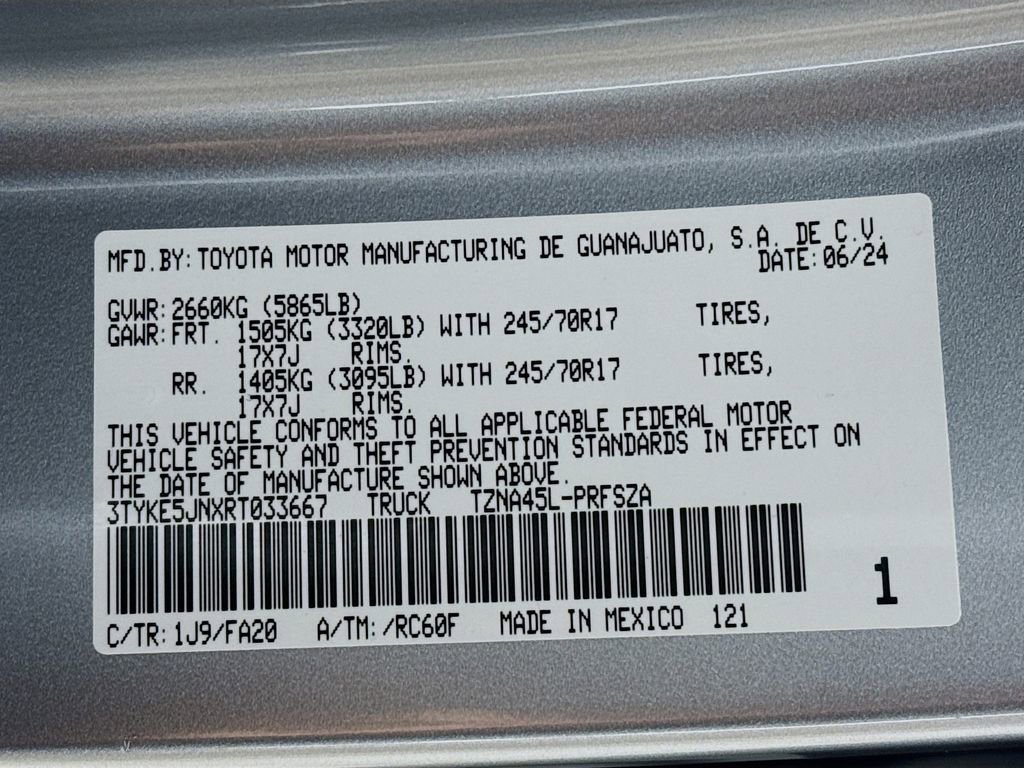 MFD.BY: TOYOTA MOTOR MANUFACTURING DE GUANAJUATO, S.A. DE C.V.
DATE: 06/24
GVWR: 2660KG (5865LB)
GAWR: FRT. 1505KG (3320LB) WITH 245/70R17 TIRES,
17X7J RIMS.
RR. 1405KG (3095LB) WITH 245/70R17 TIRES,
17X7J RIMS.
THIS VEHICLE CONFORMS TO ALL APPLICABLE FEDERAL MOTOR
VEHICLE SAFETY AND THEFT PREVENTION STANDARDS IN EFFECT ON
THE DATE OF MANUFACTURE SHOWN ABOVE.
3TYKE5JNXRT033667 TRUCK TZNA45L-PRFSZA
1
C/TR: 1J9/FA20 A/TM: /RC60F MADE IN MEXICO 121